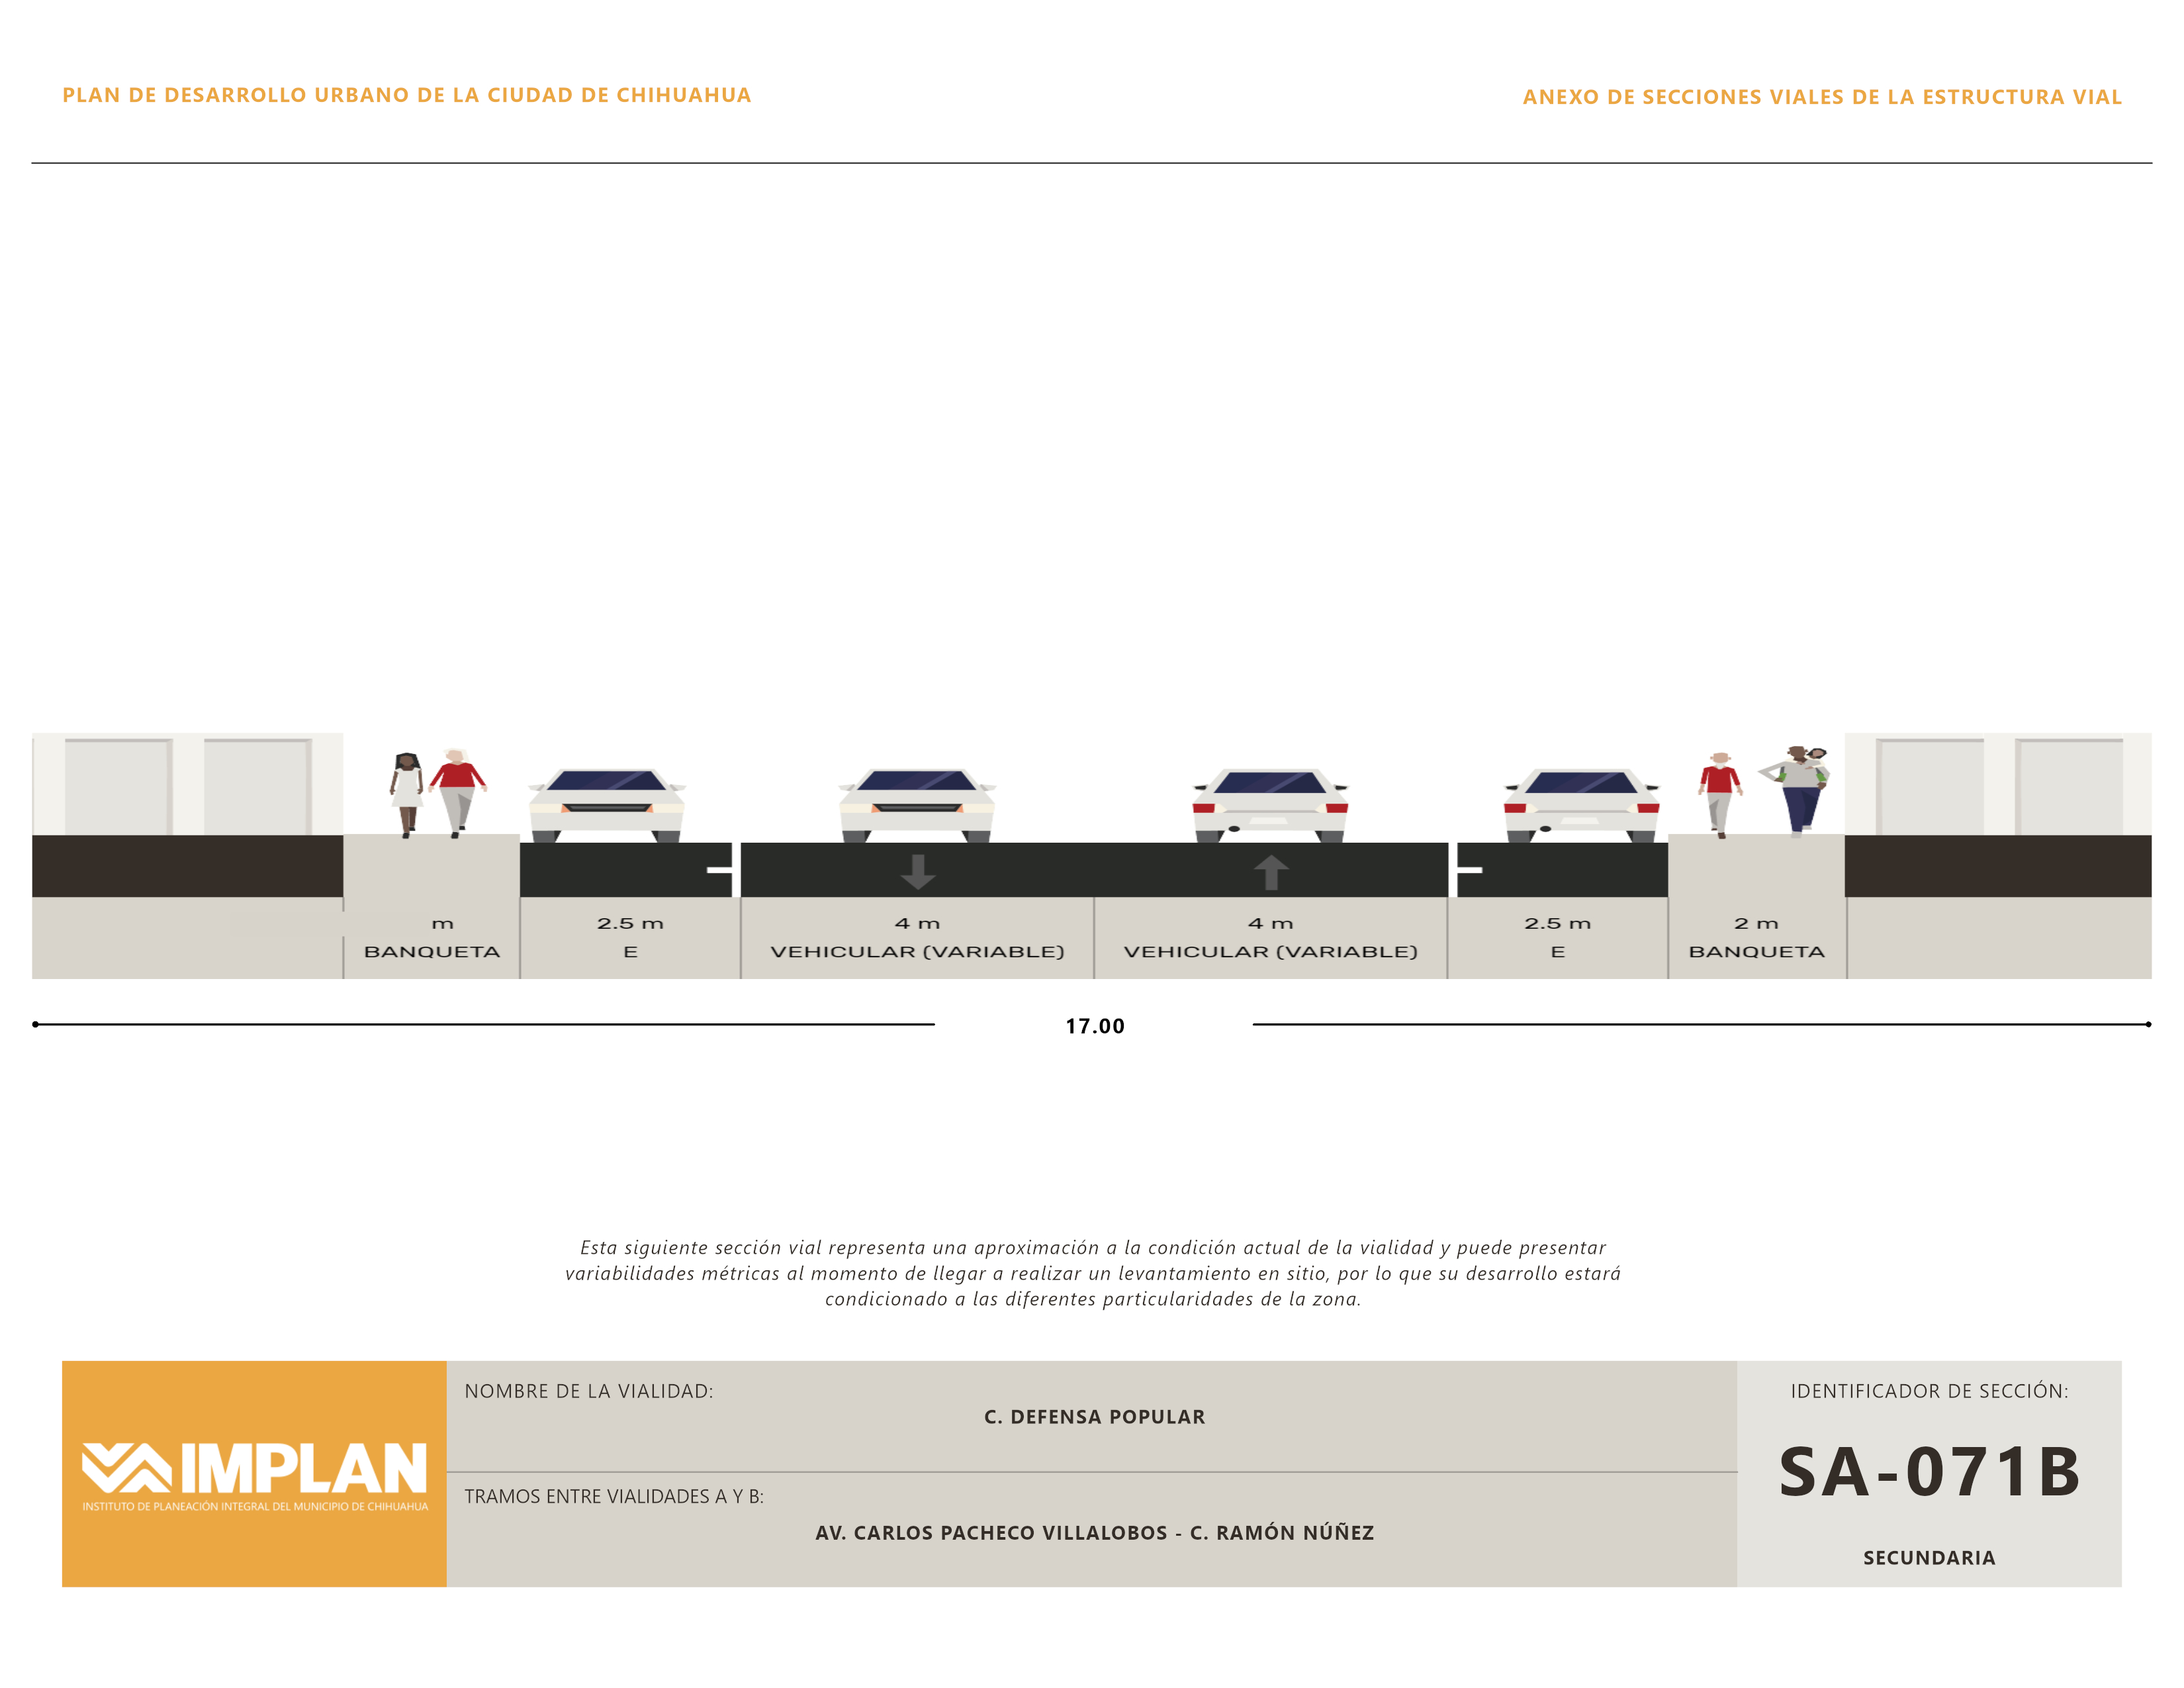 PLAN DE DESARROLLO URBANO DE LA CIUDAD DE CHIHUAHUA
ANEXO DE SECCIONES VIALES DE LA ESTRUCTURA VIAL
m 2.5 m 4 m 4 m 2.5 m 2 m
BANQUETA E VEHICULAR (VARIABLE) VEHICULAR (VARIABLE) E BANQUETA
17.00
Esta siguiente sección vial representa una aproximación a la condición actual de la vialidad y puede presentar
variabilidades métricas al momento de llegar a realizar un levantamiento en sitio, por lo que su desarrollo estará
condicionado a las diferentes particularidades de la zona.
IMPLAN
INSTITUTO DE PLANEACIÓN INTEGRAL DEL MUNICIPIO DE CHIHUAHUA
NOMBRE DE LA VIALIDAD:
C. DEFENSA POPULAR
TRAMOS ENTRE VIALIDADES A Y B:
AV. CARLOS PACHECO VILLALOBOS - C. RAMÓN NÚÑEZ
IDENTIFICADOR DE SECCIÓN:
SA-071B
SECUNDARIA